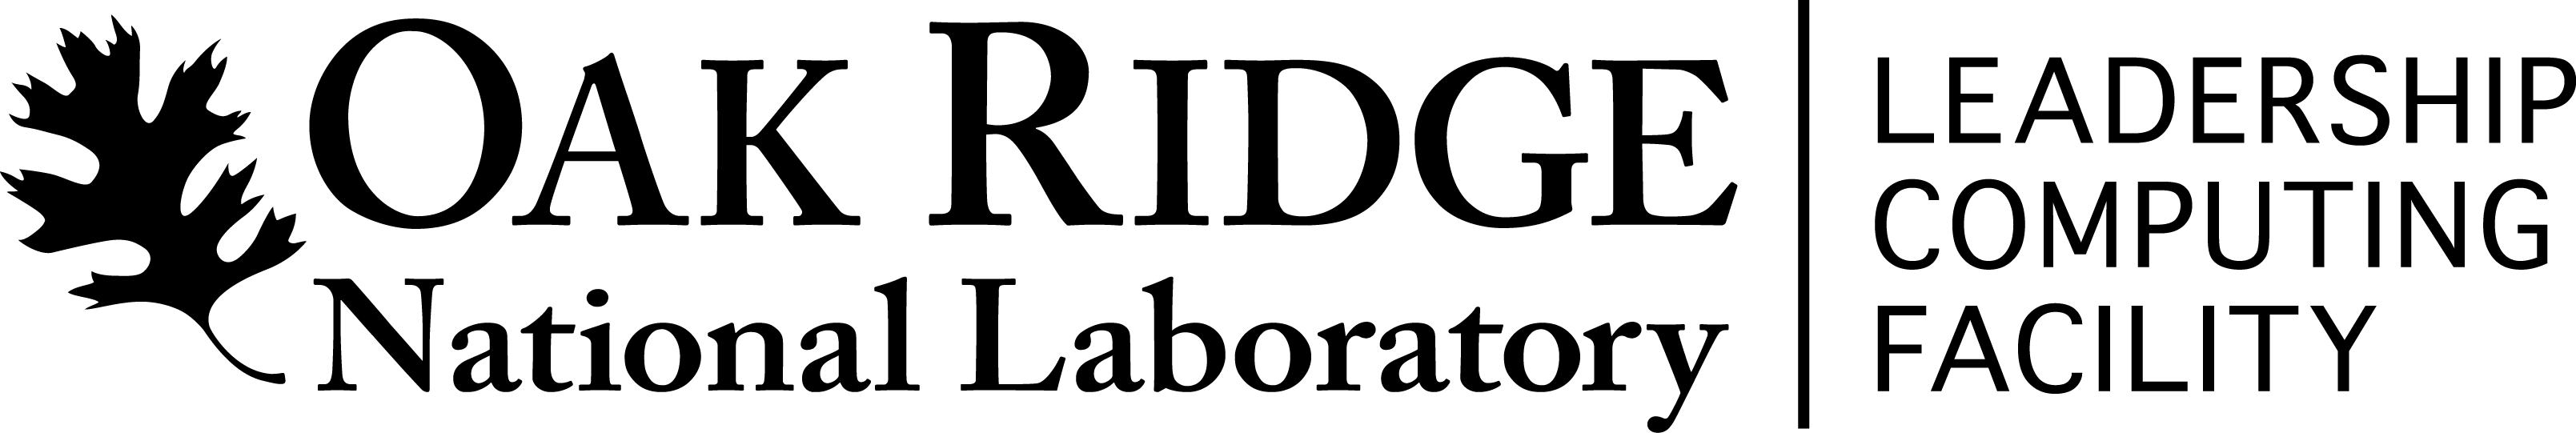 OAK RIDGE
National Laboratory
LEADERSHIP
COMPUTING
FACILITY